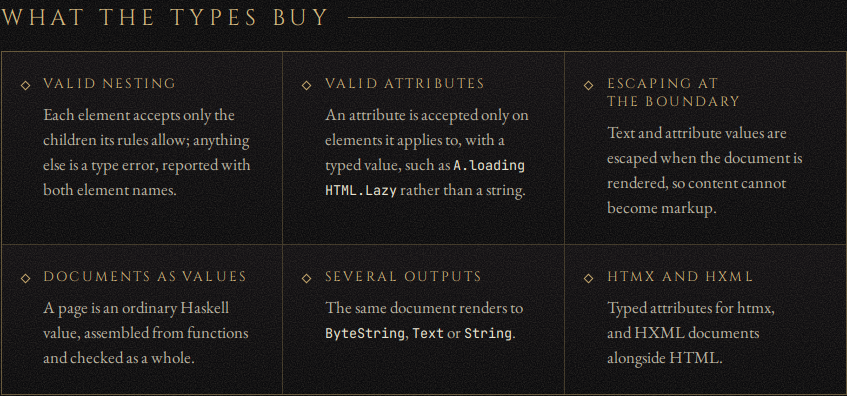 WHAT THE TYPES BUY
VALID NESTING
Each element accepts only the
children its rules allow; anything
else is a type error, reported with
both element names.
VALID ATTRIBUTES
An attribute is accepted only on
elements it applies to, with a
typed value, such as A.loading
HTML.Lazy rather than a string.
ESCAPING AT
THE BOUNDARY
Text and attribute values are
escaped when the document is
rendered, so content cannot
become markup.
DOCUMENTS AS VALUES
A page is an ordinary Haskell
value, assembled from functions
and checked as a whole.
SEVERAL OUTPUTS
The same document renders to
ByteString, Text or String.
HTMX AND HXML
Typed attributes for htmx,
and HXML documents
alongside HTML.